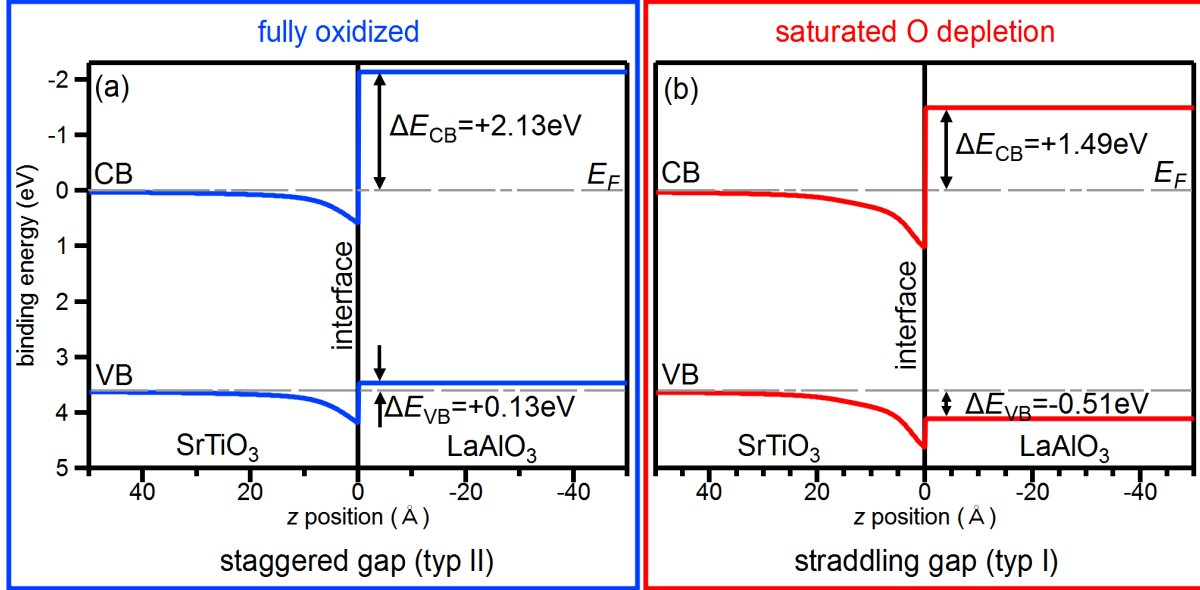 fully oxidized
saturated O depletion
(a)
(b)
-2
-1
0
1
2
3
4
5
binding energy (eV)
ΔE_CB=+2.13eV
ΔE_CB=+1.49eV
CB
E_F
CB
E_F
interface
interface
VB
VB
ΔE_VB=+0.13eV
ΔE_VB=-0.51eV
SrTiO₃
LaAlO₃
SrTiO₃
LaAlO₃
40 20 0 -20 -40
40 20 0 -20 -40
z position (Å)
z position (Å)
staggered gap (typ II)
straddling gap (typ I)